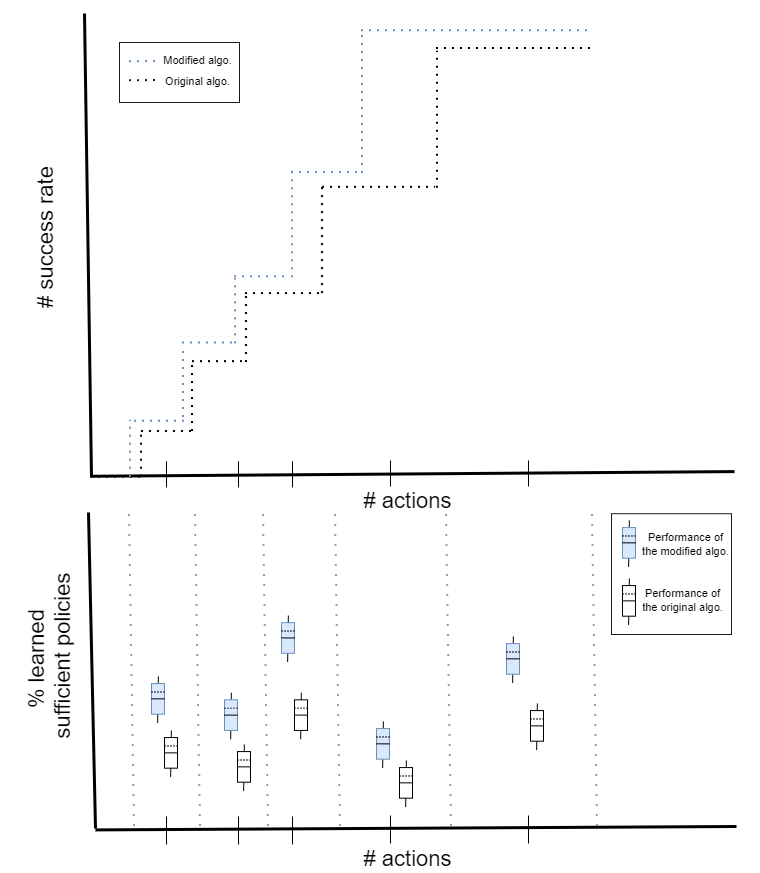 Modified algo.
Original algo.
# success rate
# actions
% learned
sufficient policies
Performance of
the modified algo.
Performance of
the original algo.
# actions